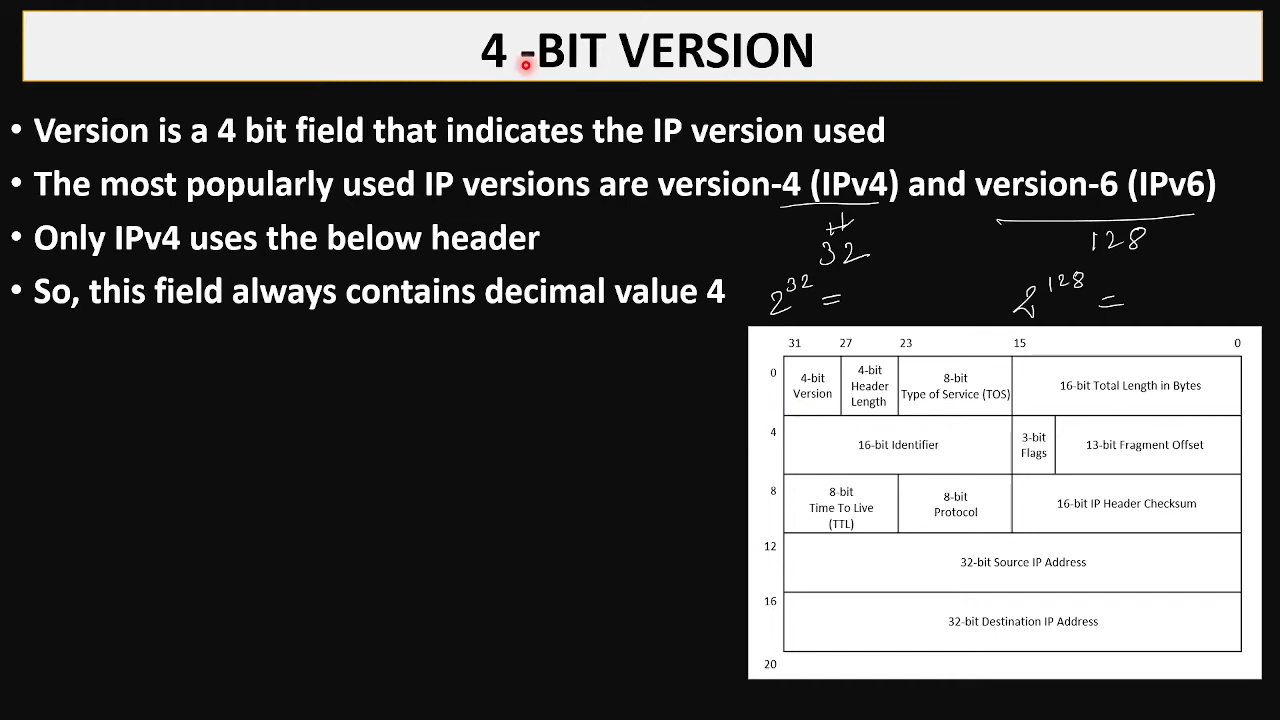 4 -BIT VERSION
• Version is a 4 bit field that indicates the IP version used
• The most popularly used IP versions are version-4 (IPv4) and version-6 (IPv6)
• Only IPv4 uses the below header
32
128
• So, this field always contains decimal value 4
2^32 =
2^128 =
31 27 23 15 0
0
4-bit
Version
4-bit
Header
Length
8-bit
Type of Service (TOS)
16-bit Total Length in Bytes
4
16-bit Identifier
3-bit
Flags
13-bit Fragment Offset
8
8-bit
Time To Live
(TTL)
8-bit
Protocol
16-bit IP Header Checksum
12
32-bit Source IP Address
16
32-bit Destination IP Address
20